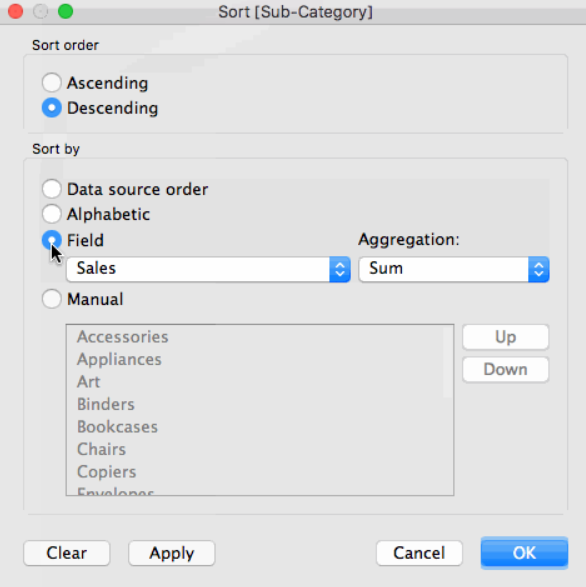 Sort [Sub-Category]
Sort order
Ascending
Descending
Sort by
Data source order
Alphabetic
Field
Aggregation:
Sales
Sum
Manual
Accessories
Appliances
Art
Binders
Bookcases
Chairs
Copiers
Envelopes
Up
Down
Clear
Apply
Cancel
OK